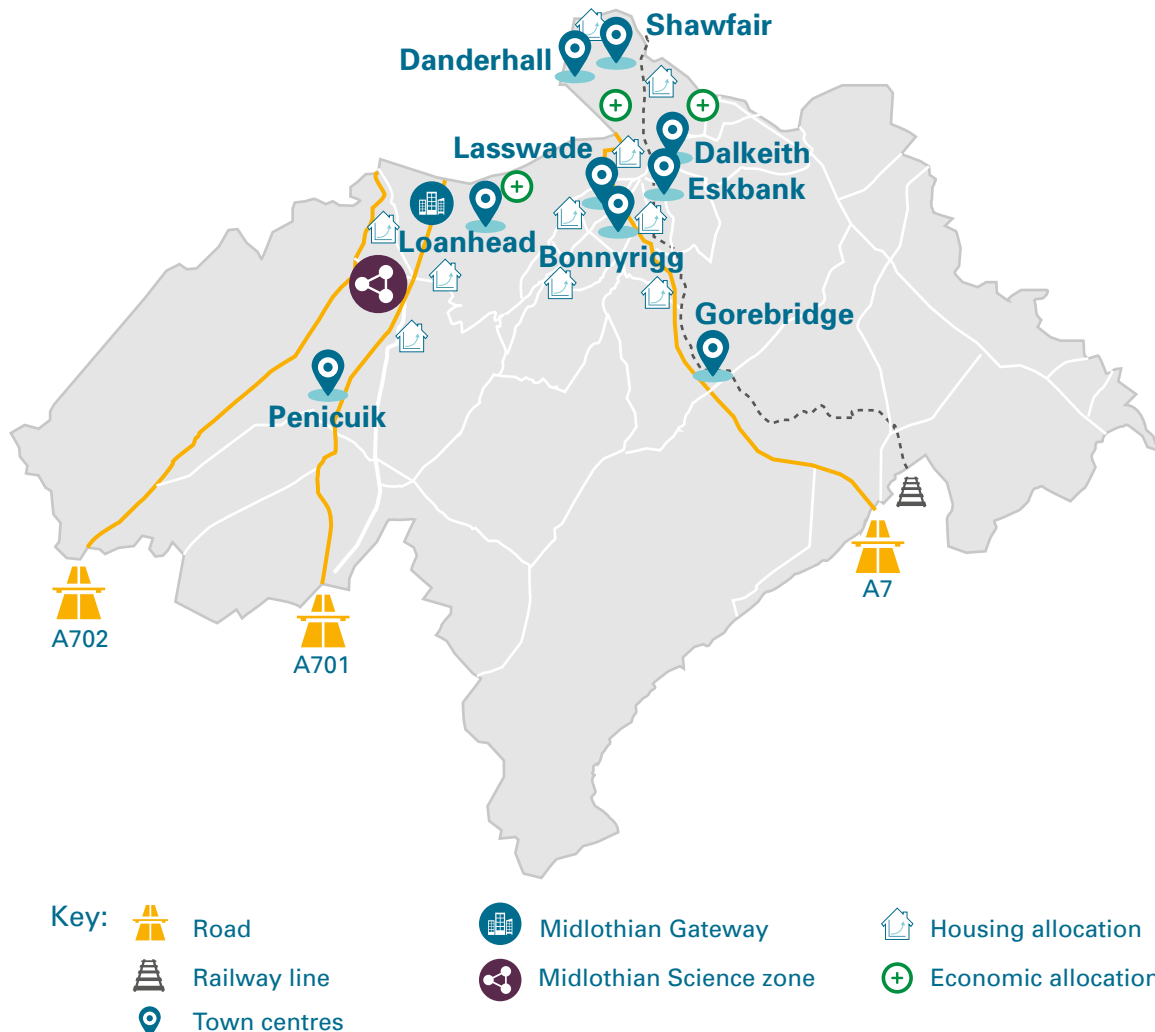 Shawfair
Danderhall
Lasswade
Dalkeith
Eskbank
Loanhead
Bonnyrigg
Gorebridge
Penicuik
A7
A702
A701
Key:
Road
Midlothian Gateway
Housing allocation
Railway line
Midlothian Science zone
Economic allocation
Town centres